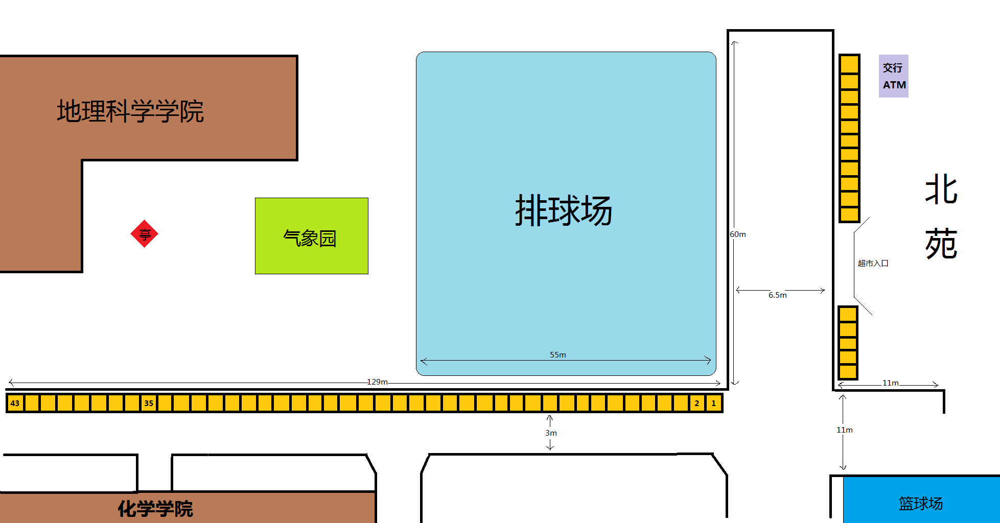 交行
ATM
地理科学学院
北
苑
排球场
亭
气象园
60m
超市入口
6.5m
55m
129m
11m
43
35
2
1
3m
11m
化学学院
篮球场